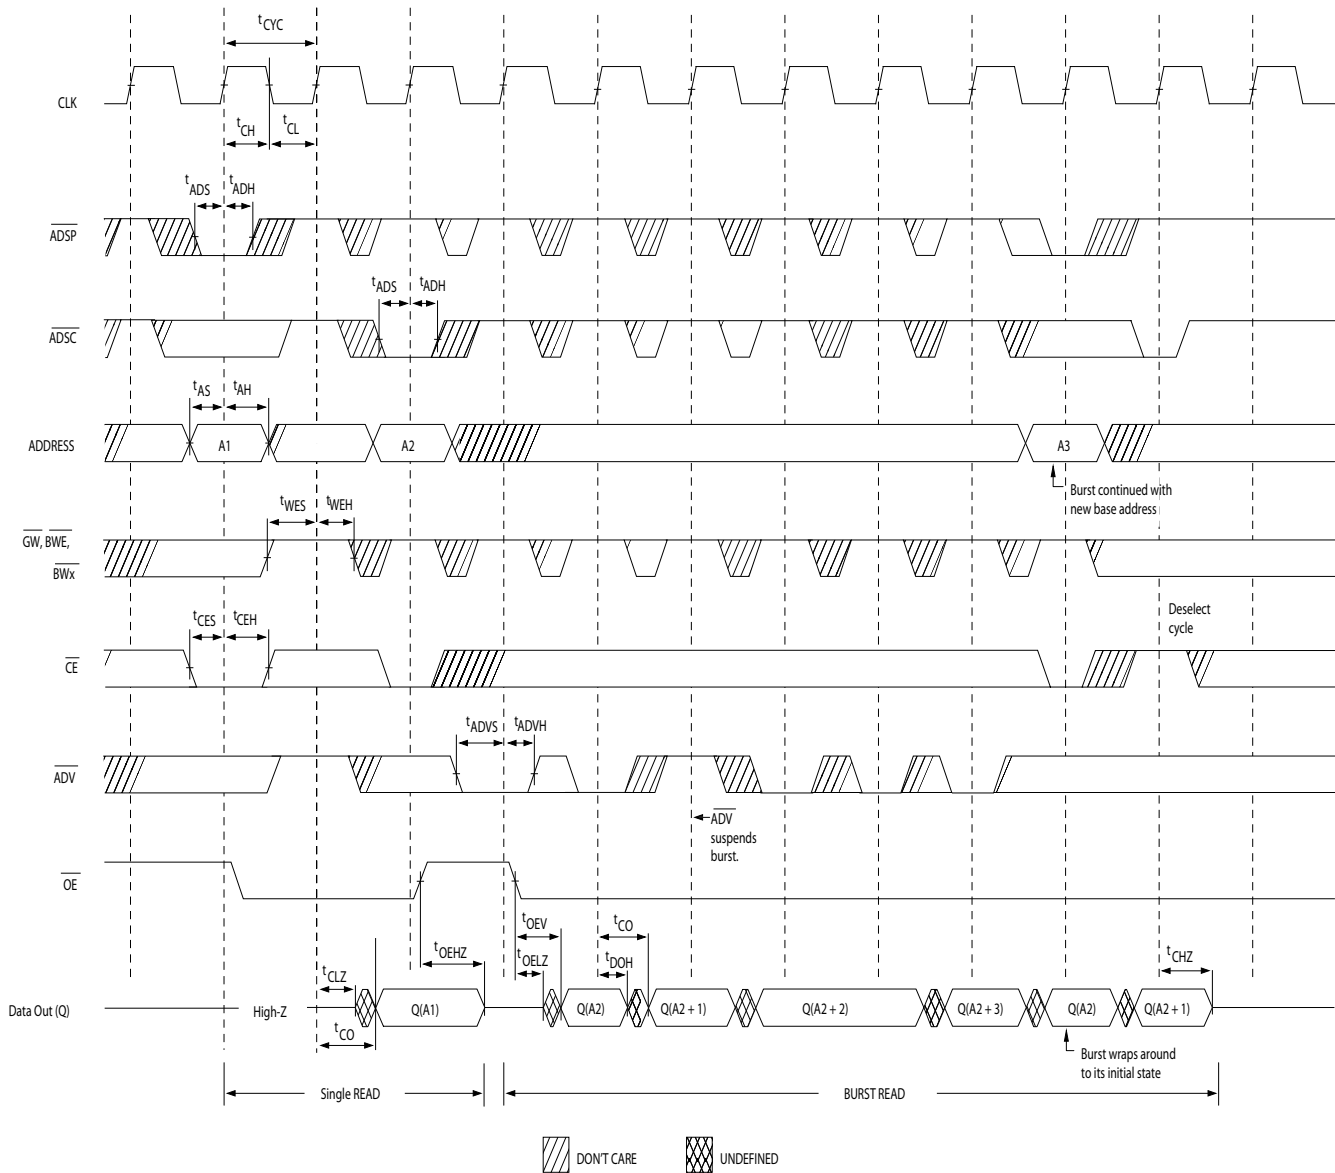 tCYC
CLK
tCH
tCL
tADS
tADH
ADSP
tADS
tADH
ADSC
tAS
tAH
ADDRESS
A1
A2
A3
Burst continued with
new base address
tWES
tWEH
GW, BWE,
BWx
tCES
tCEH
Deselect
cycle
CE
tADVS
tADVH
ADV
ADV
suspends
burst.
OE
tOEV
tCO
tOEHZ
tOELZ
tDOH
tCHZ
tCLZ
Data Out (Q)
High-Z
Q(A1)
Q(A2)
Q(A2 + 1)
Q(A2 + 2)
Q(A2 + 3)
Q(A2)
Q(A2 + 1)
tCO
Burst wraps around
to its initial state
Single READ
BURST READ
DON'T CARE
UNDEFINED